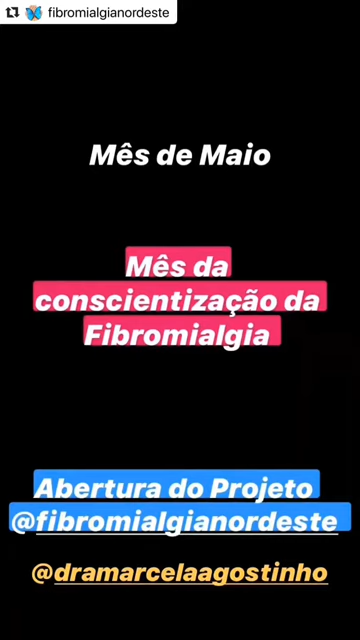 fibromialgianordeste
Mês de Maio
Mês da
conscientização da
Fibromialgia
Abertura do Projeto
@fibromialgianordeste
@dramarcelaagostinho